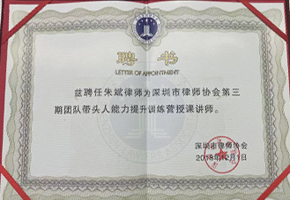 聘书
LETTER OF APPOINTMENT
兹聘任朱斌律师为深圳市律师协会第三
期团队带头人能力提升训练营授课讲师。
深圳市律师协会